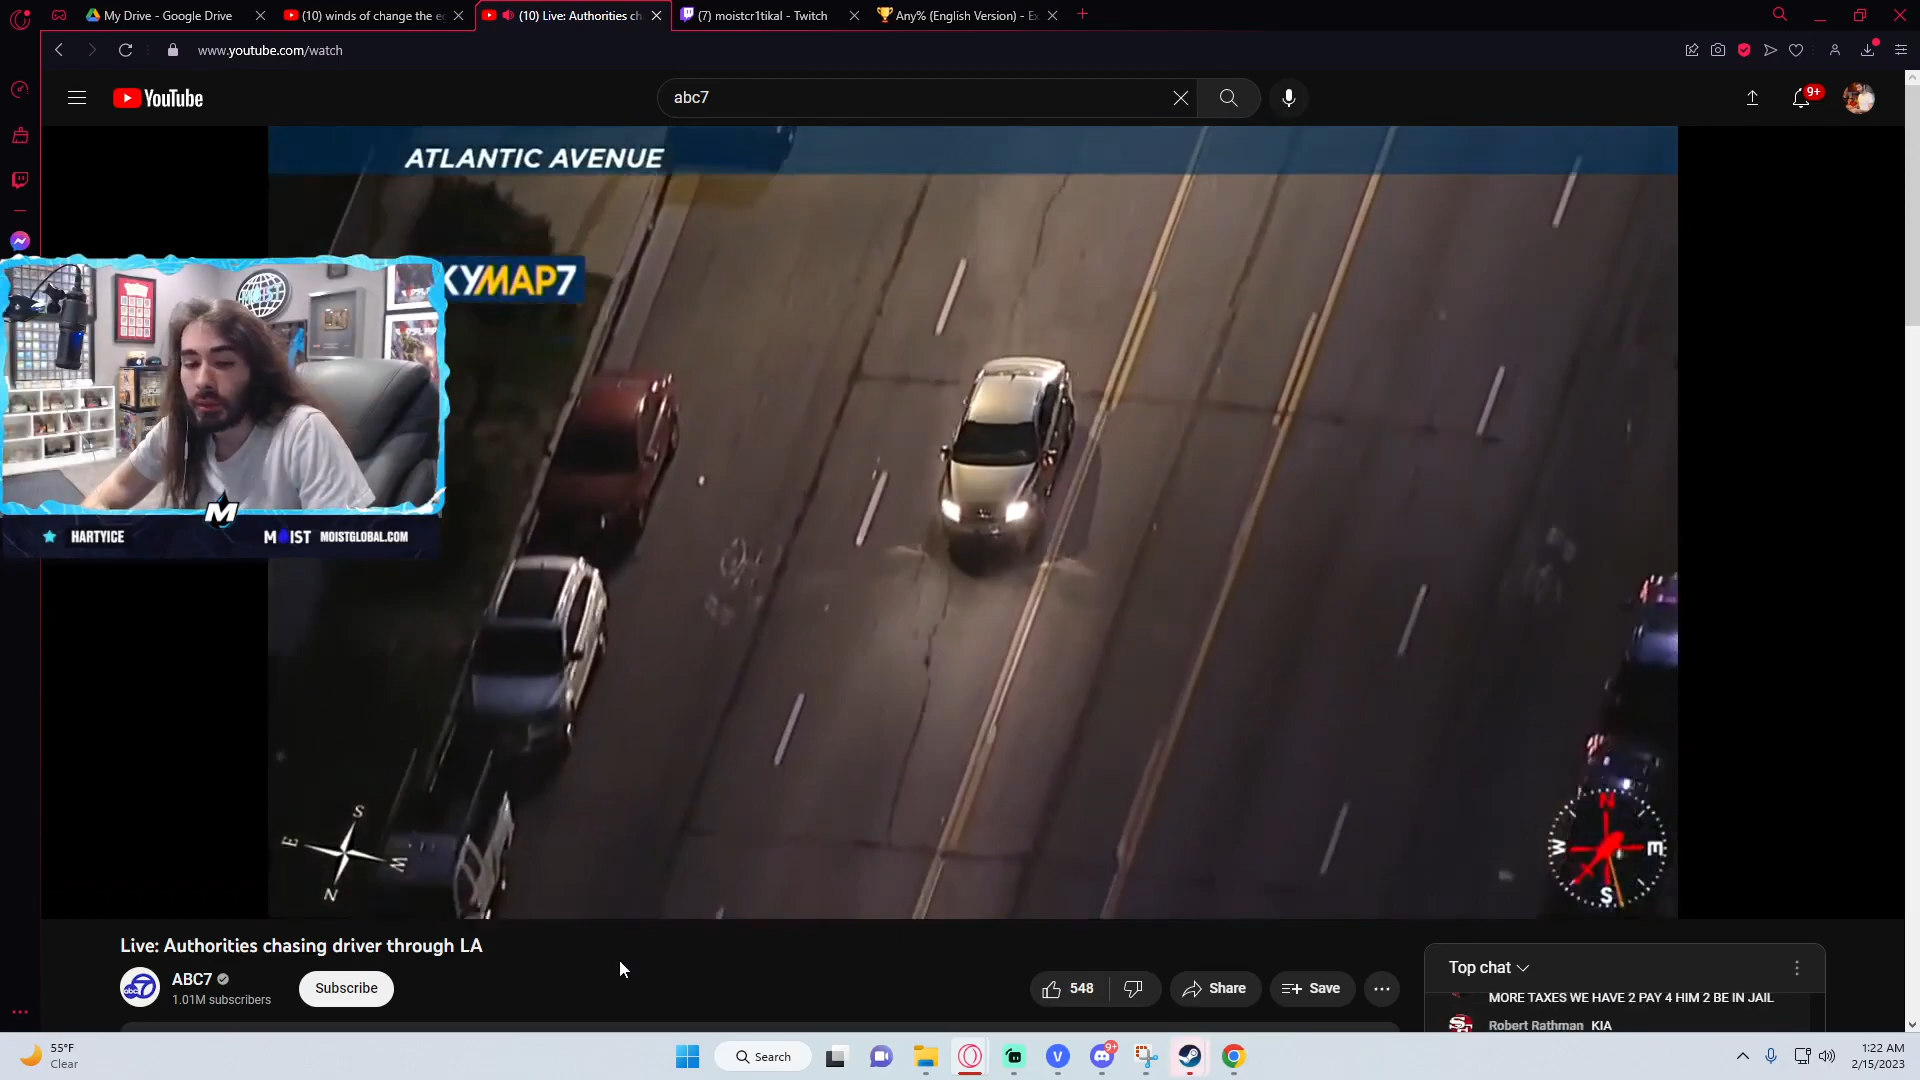 My Drive - Google Drive
(10) winds of change the e
(10) Live: Authorities ch
(7) moistcr1tikal - Twitch
Any% (English Version) - E
www.youtube.com/watch
YouTube
abc7
9+
ATLANTIC AVENUE
KYMAP7
HARTYICE
M
MOIST
MOISTGLOBAL.COM
S
E
W
N
N
W
E
S
Live: Authorities chasing driver through LA
ABC7
1.01M subscribers
Subscribe
548
Share
Save
Top chat
MORE TAXES WE HAVE 2 PAY 4 HIM 2 BE IN JAIL
Robert Rathman KIA
55°F
Clear
Search
9+
1:22 AM
2/15/2023